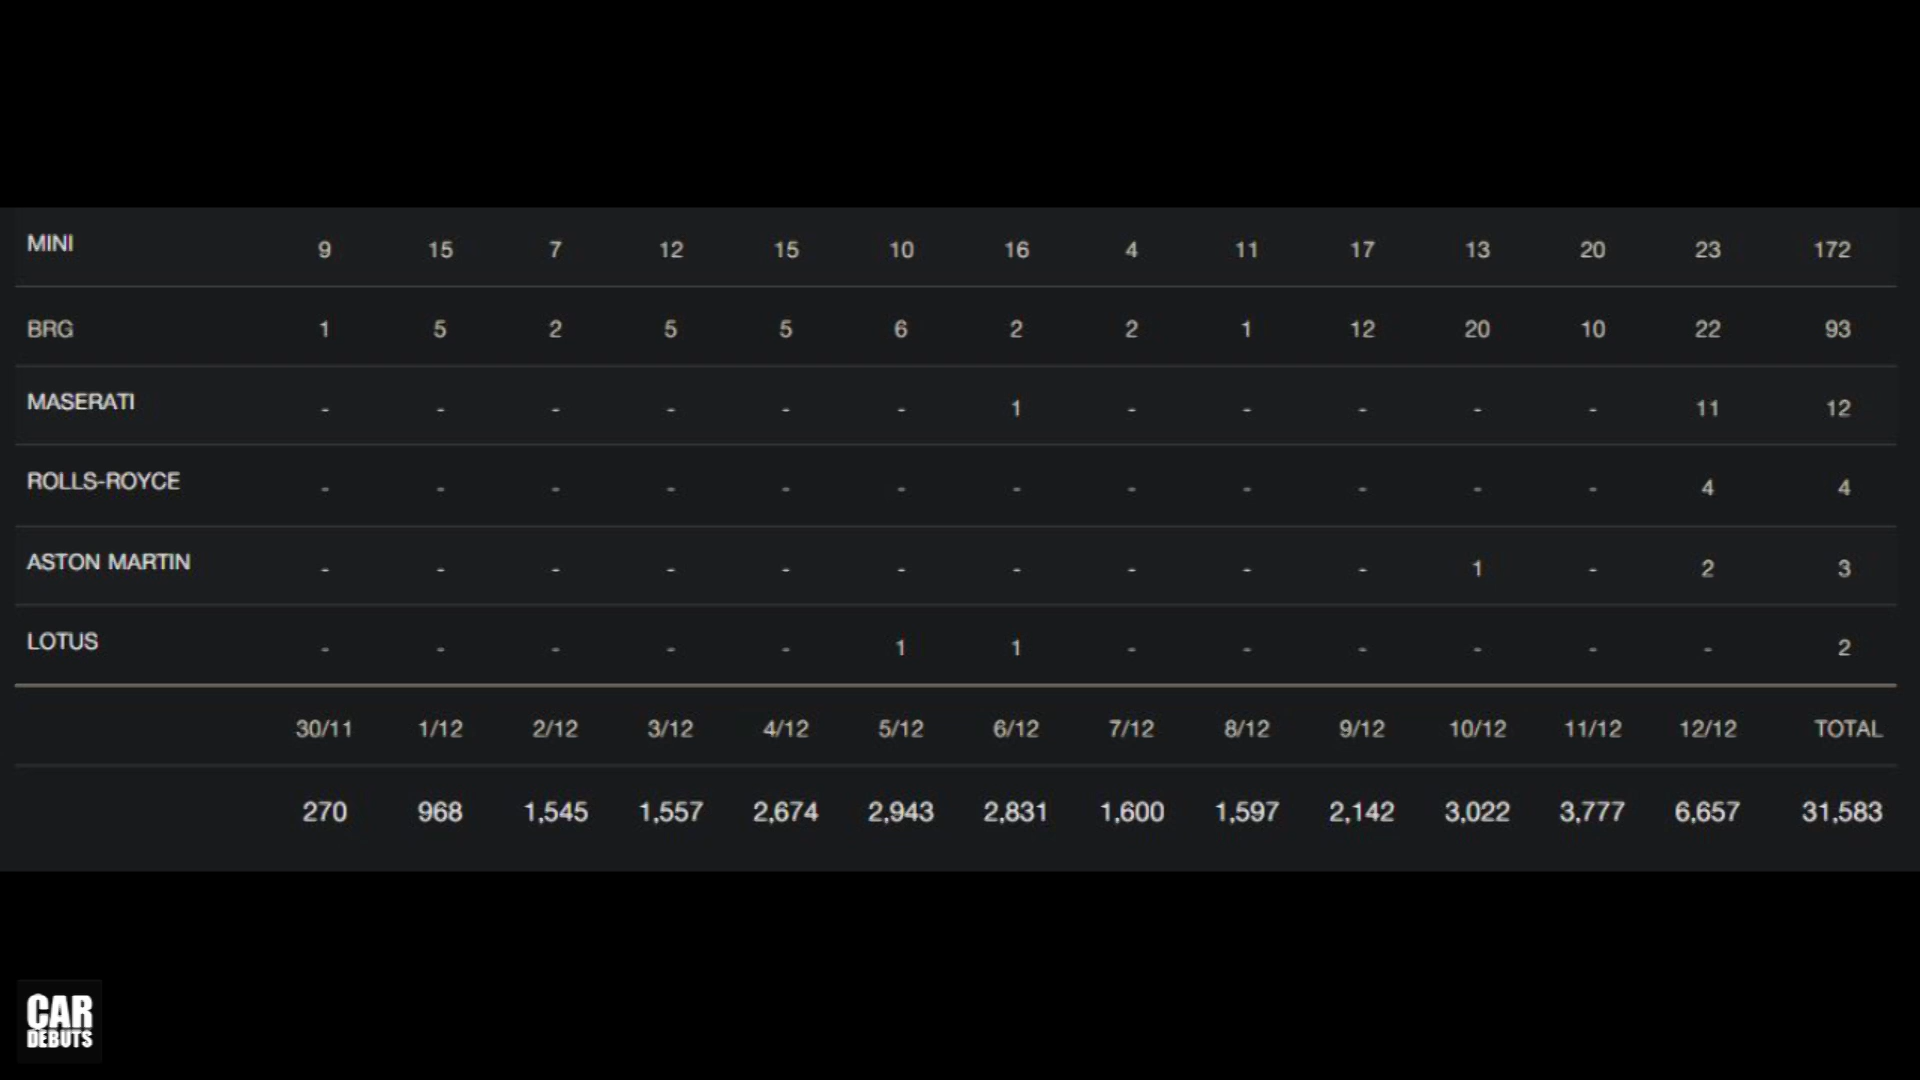 MINI 9 15 7 12 15 10 16 4 11 17 13 20 23 172
BRG 1 5 2 5 5 6 2 2 1 12 20 10 22 93
MASERATI - - - - - - 1 - - - - - 11 12
ROLLS-ROYCE - - - - - - - - - - - - 4 4
ASTON MARTIN - - - - - - - - - - 1 - 2 3
LOTUS - - - - - 1 1 - - - - - - 2
30/11 1/12 2/12 3/12 4/12 5/12 6/12 7/12 8/12 9/12 10/12 11/12 12/12 TOTAL
270 968 1,545 1,557 2,674 2,943 2,831 1,600 1,597 2,142 3,022 3,777 6,657 31,583
CAR
DEBUTS